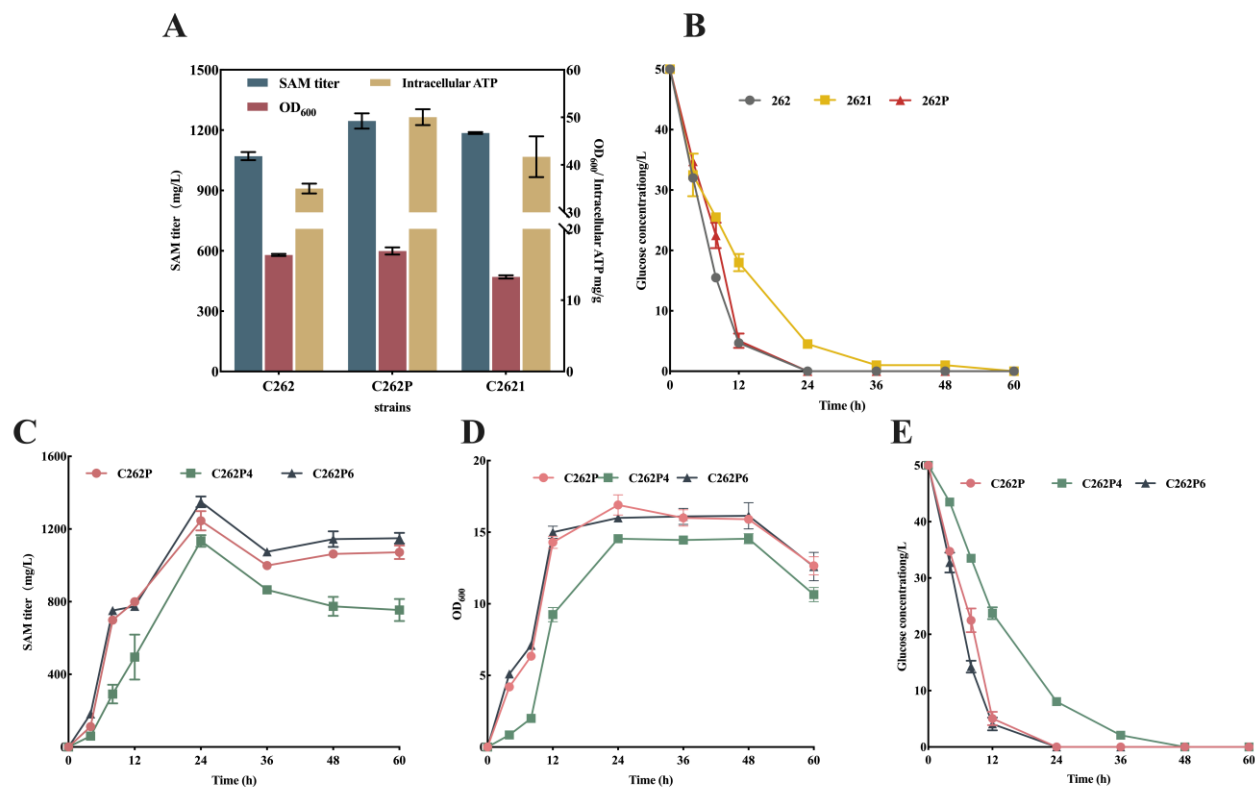 A
SAM titer
OD600
Intracellular ATP
1500
1200
900
600
300
0
60
50
40
30
20
10
0
SAM titer（mg/L）
OD600/ Intracellular ATP mg/g
C262
C262P
C2621
strains
B
262
2621
262P
50
40
30
20
10
0
Glucose concentrationg/L
0
12
24
36
48
60
Time (h)
C
C262P
C262P4
C262P6
1600
1200
800
400
0
SAM titer（mg/L）
0
12
24
36
48
60
Time (h)
D
C262P
C262P4
C262P6
20
15
10
5
0
OD600
0
12
24
36
48
60
Time (h)
E
C262P
C262P4
C262P6
50
40
30
20
10
0
Glucose concentrationg/L
0
12
24
36
48
60
Time (h)